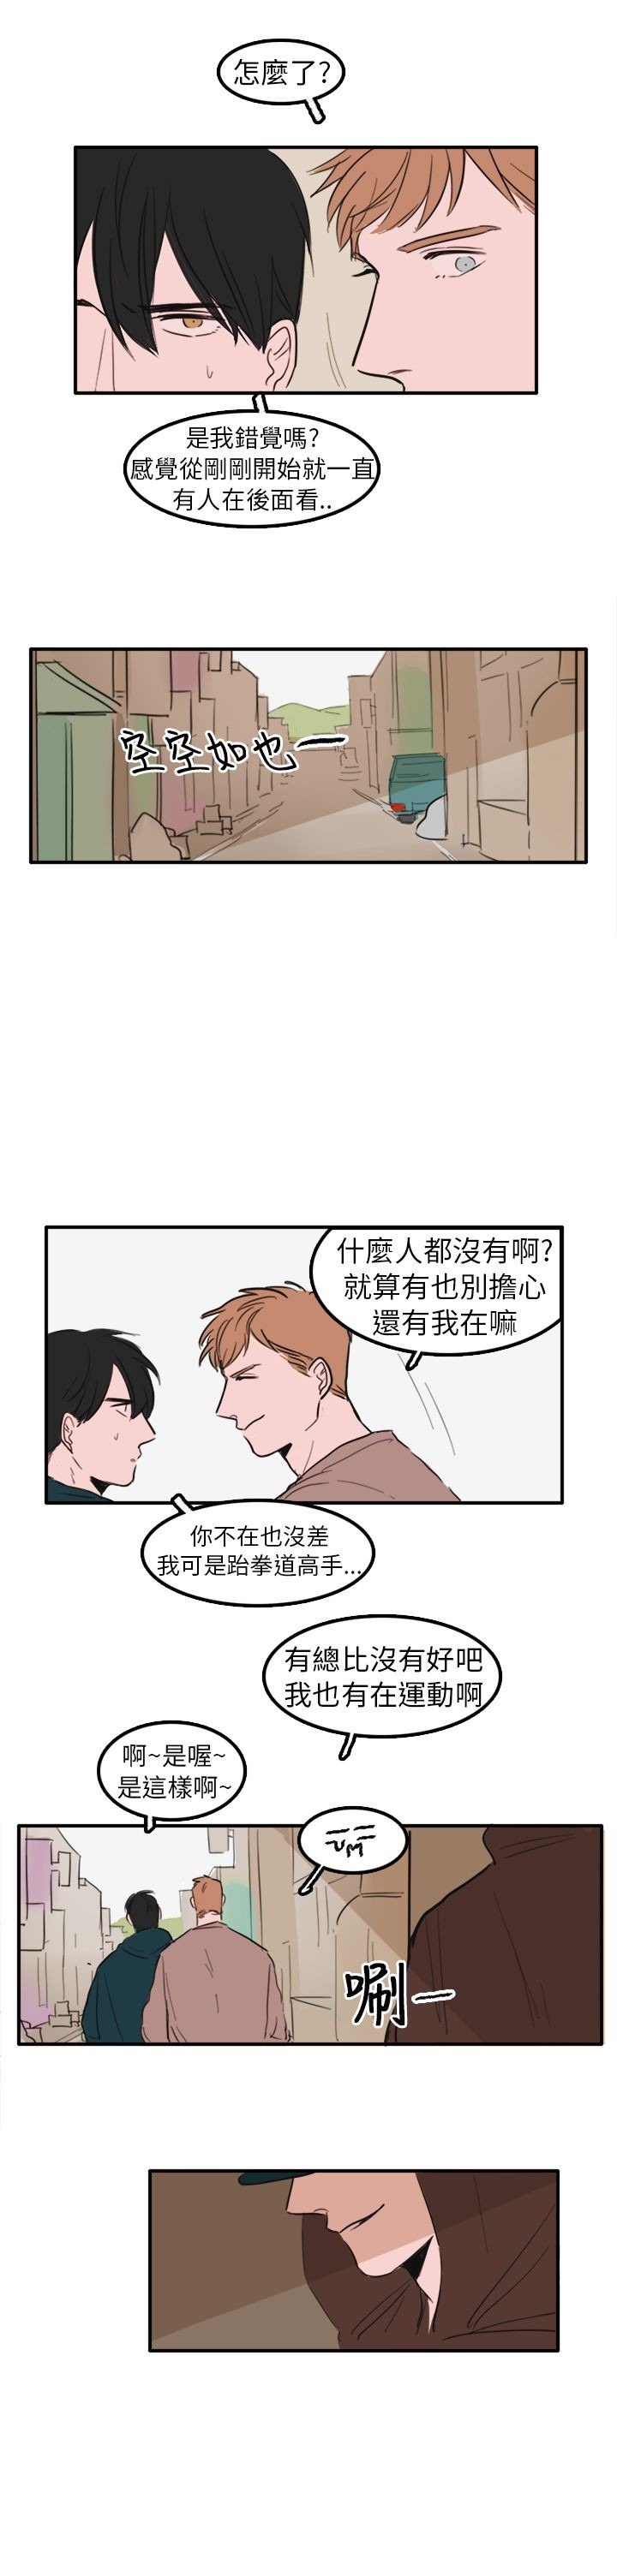 怎麼了?
是我錯覺嗎?
感覺從剛剛開始就一直
有人在後面看..
空空如也一
什麼人都沒有啊?
就算有也別擔心
還有我在嘛
你不在也沒差
我可是跆拳道高手...
有總比沒有好吧
我也有在運動啊
啊~是喔~
是這樣啊~
唰一